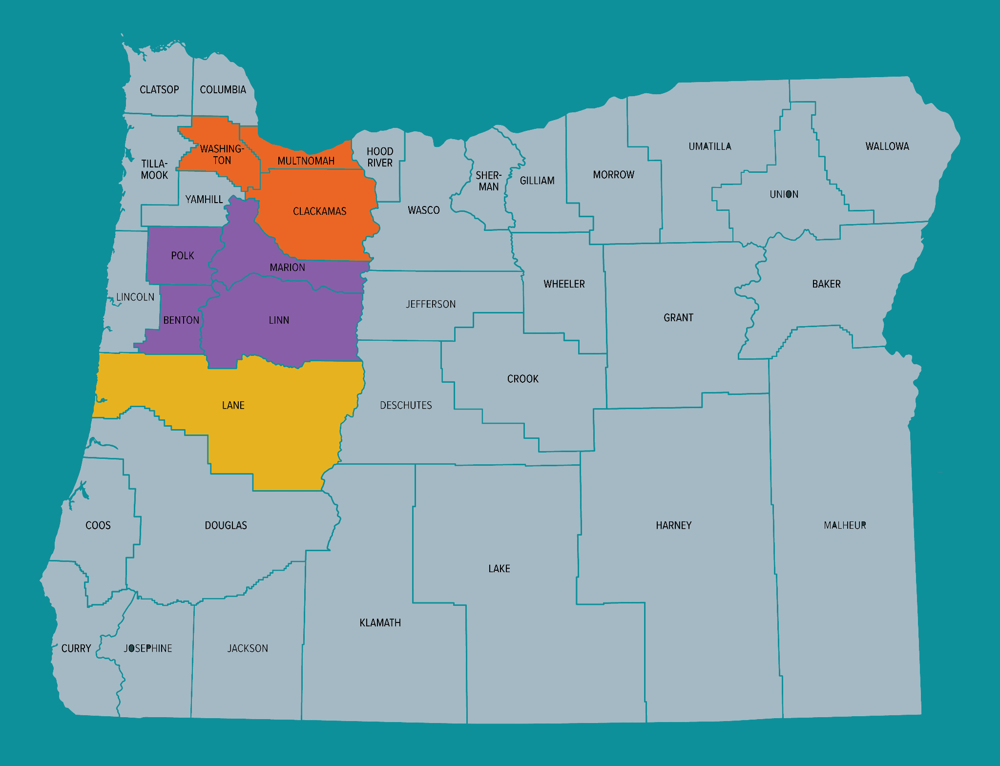 CLATSOP
COLUMBIA
WASHING-
TON
MULTNOMAH
HOOD
RIVER
TILLA-
MOOK
YAMHILL
CLACKAMAS
WASCO
SHER-
MAN
GILLIAM
MORROW
UMATILLA
WALLOWA
UNION
POLK
MARION
LINCOLN
BENTON
LINN
JEFFERSON
WHEELER
GRANT
BAKER
LANE
DESCHUTES
CROOK
COOS
DOUGLAS
LAKE
HARNEY
MALHEUR
KLAMATH
CURRY
JOSEPHINE
JACKSON